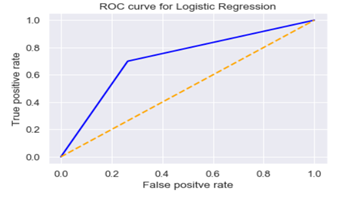 ROC curve for Logistic Regression
True positive rate
1.0
0.8
0.6
0.4
0.2
0.0
0.0 0.2 0.4 0.6 0.8 1.0
False positve rate